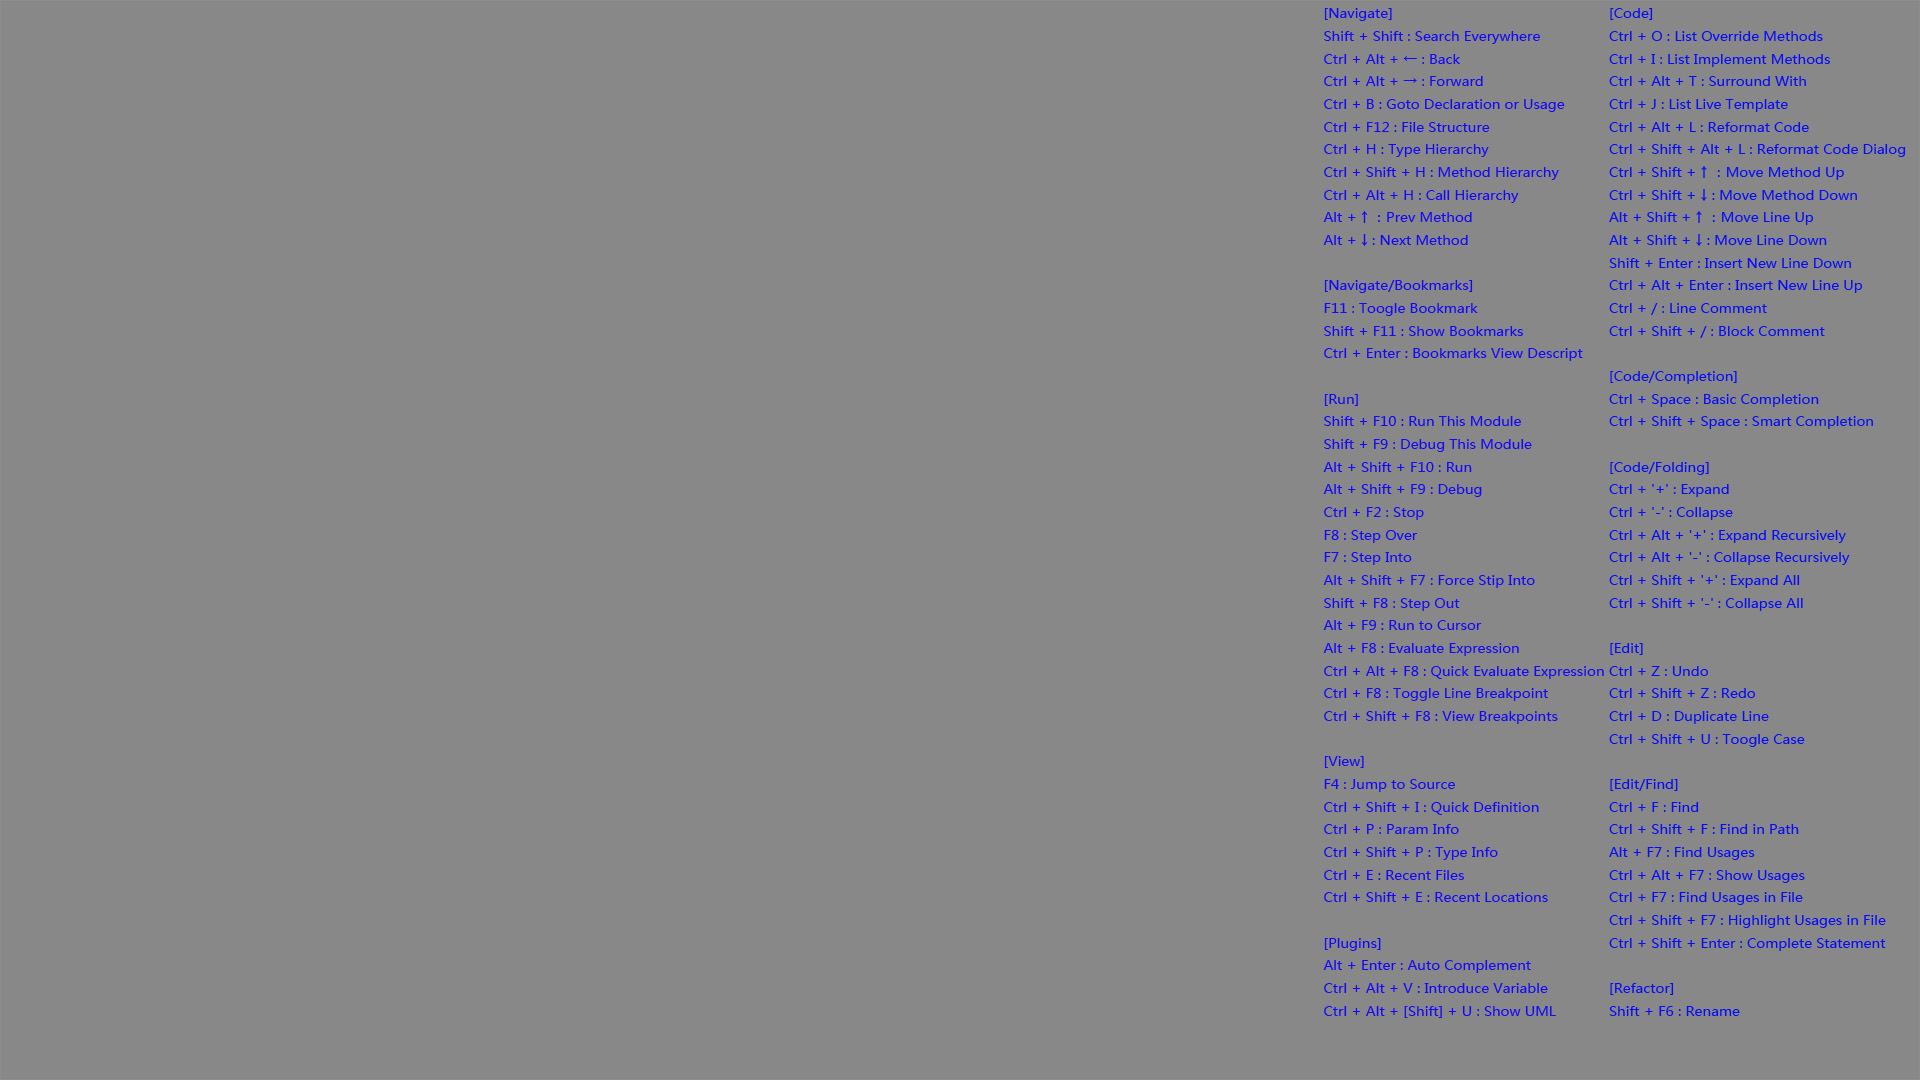 [Navigate]
Shift + Shift : Search Everywhere
Ctrl + Alt + ← : Back
Ctrl + Alt + → : Forward
Ctrl + B : Goto Declaration or Usage
Ctrl + F12 : File Structure
Ctrl + H : Type Hierarchy
Ctrl + Shift + H : Method Hierarchy
Ctrl + Alt + H : Call Hierarchy
Alt + ↑ : Prev Method
Alt + ↓ : Next Method
[Navigate/Bookmarks]
F11 : Toogle Bookmark
Shift + F11 : Show Bookmarks
Ctrl + Enter : Bookmarks View Descript
[Run]
Shift + F10 : Run This Module
Shift + F9 : Debug This Module
Alt + Shift + F10 : Run
Alt + Shift + F9 : Debug
Ctrl + F2 : Stop
F8 : Step Over
F7 : Step Into
Alt + Shift + F7 : Force Stip Into
Shift + F8 : Step Out
Alt + F9 : Run to Cursor
Alt + F8 : Evaluate Expression
Ctrl + Alt + F8 : Quick Evaluate Expression
Ctrl + F8 : Toggle Line Breakpoint
Ctrl + Shift + F8 : View Breakpoints
[View]
F4 : Jump to Source
Ctrl + Shift + I : Quick Definition
Ctrl + P : Param Info
Ctrl + Shift + P : Type Info
Ctrl + E : Recent Files
Ctrl + Shift + E : Recent Locations
[Plugins]
Alt + Enter : Auto Complement
Ctrl + Alt + V : Introduce Variable
Ctrl + Alt + [Shift] + U : Show UML
[Code]
Ctrl + O : List Override Methods
Ctrl + I : List Implement Methods
Ctrl + Alt + T : Surround With
Ctrl + J : List Live Template
Ctrl + Alt + L : Reformat Code
Ctrl + Shift + Alt + L : Reformat Code Dialog
Ctrl + Shift + ↑ : Move Method Up
Ctrl + Shift + ↓ : Move Method Down
Alt + Shift + ↑ : Move Line Up
Alt + Shift + ↓ : Move Line Down
Shift + Enter : Insert New Line Down
Ctrl + Alt + Enter : Insert New Line Up
Ctrl + / : Line Comment
Ctrl + Shift + / : Block Comment
[Code/Completion]
Ctrl + Space : Basic Completion
Ctrl + Shift + Space : Smart Completion
[Code/Folding]
Ctrl + '+' : Expand
Ctrl + '-' : Collapse
Ctrl + Alt + '+' : Expand Recursively
Ctrl + Alt + '-' : Collapse Recursively
Ctrl + Shift + '+' : Expand All
Ctrl + Shift + '-' : Collapse All
[Edit]
Ctrl + Z : Undo
Ctrl + Shift + Z : Redo
Ctrl + D : Duplicate Line
Ctrl + Shift + U : Toogle Case
[Edit/Find]
Ctrl + F : Find
Ctrl + Shift + F : Find in Path
Alt + F7 : Find Usages
Ctrl + Alt + F7 : Show Usages
Ctrl + F7 : Find Usages in File
Ctrl + Shift + F7 : Highlight Usages in File
Ctrl + Shift + Enter : Complete Statement
[Refactor]
Shift + F6 : Rename